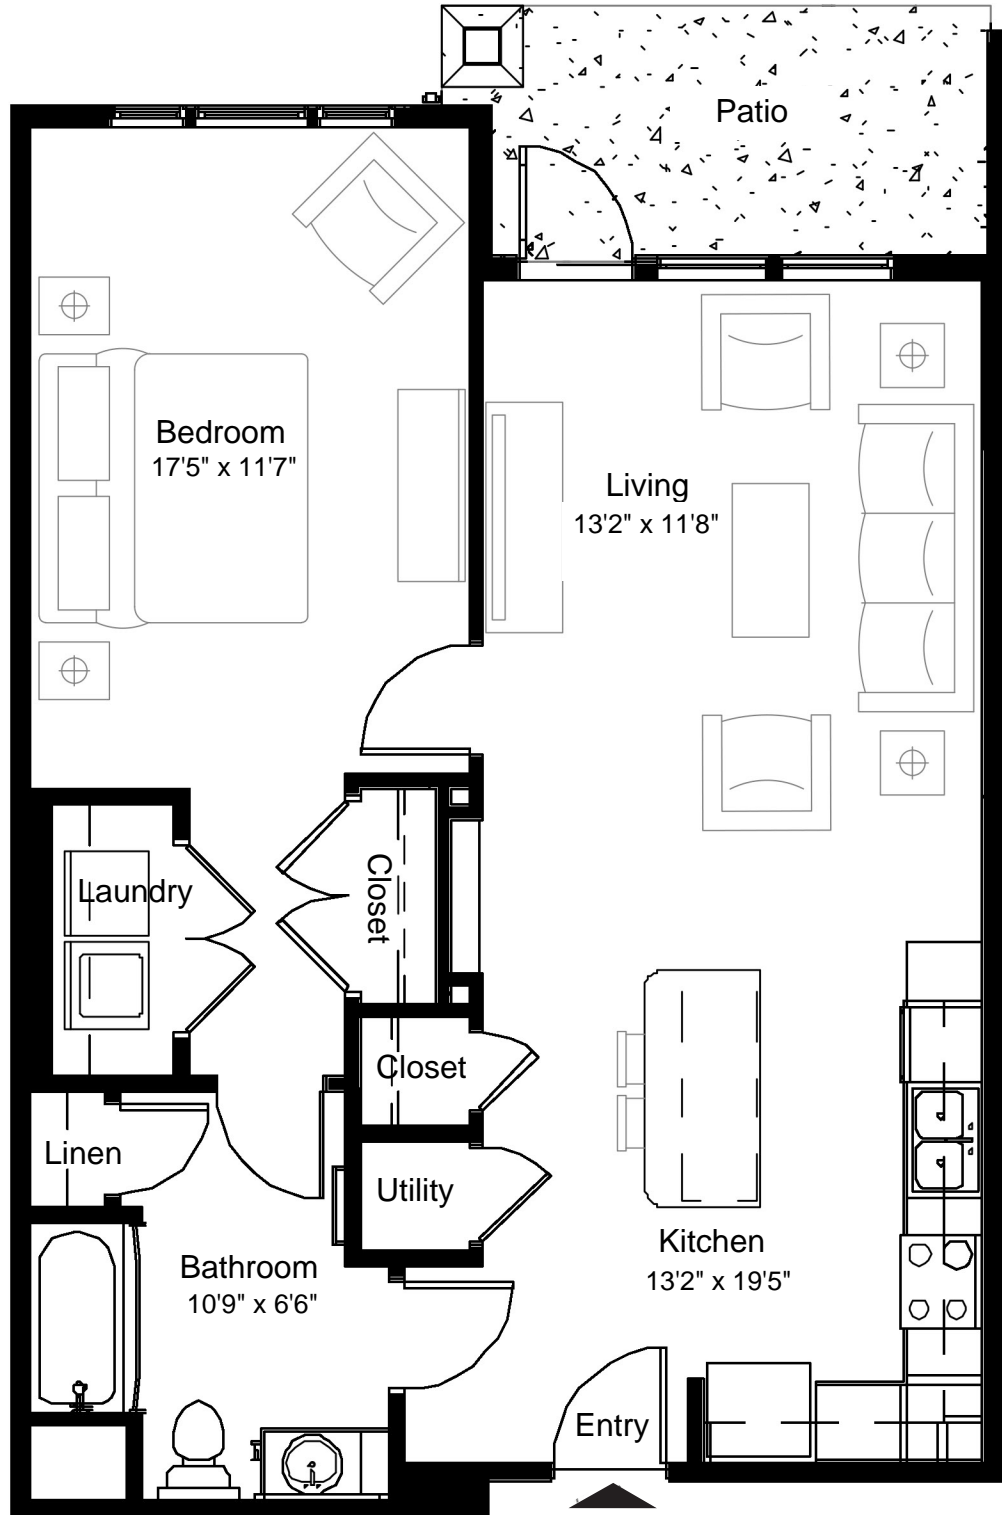 Patio
Bedroom
17'5" x 11'7"
Living
13'2" x 11'8"
Laundry
Closet
Closet
Linen
Utility
Bathroom
10'9" x 6'6"
Kitchen
13'2" x 19'5"
Entry